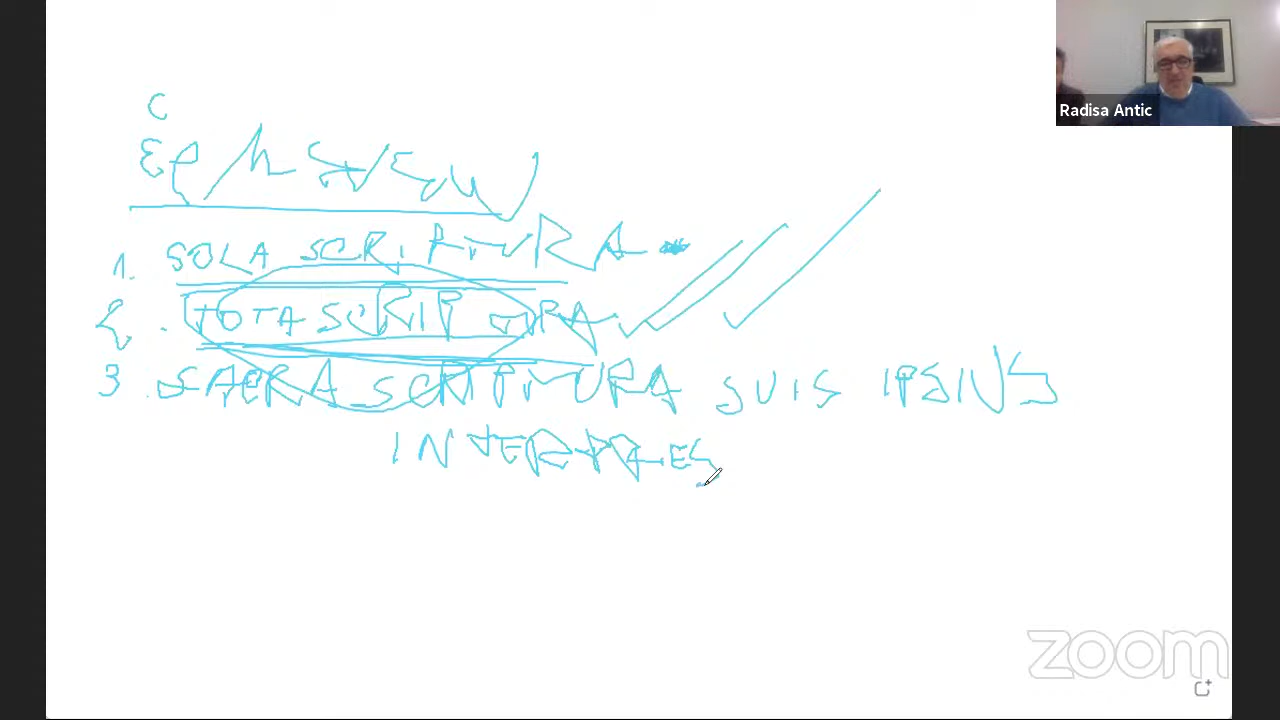 Radisa Antic
1. SOLA SCRIPTURA
2. TOTA SCRIPTURA
3. SACRA SCRIPTURA SUIS IPSIUS
INTERPRES
zoom